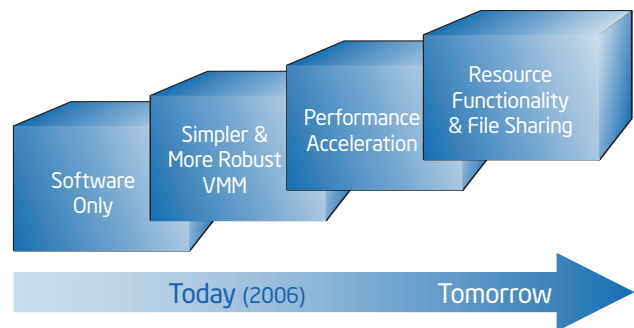 Software
Only
Simpler &
More Robust
VMM
Performance
Acceleration
Resource
Functionality
& File Sharing
Today (2006)
Tomorrow